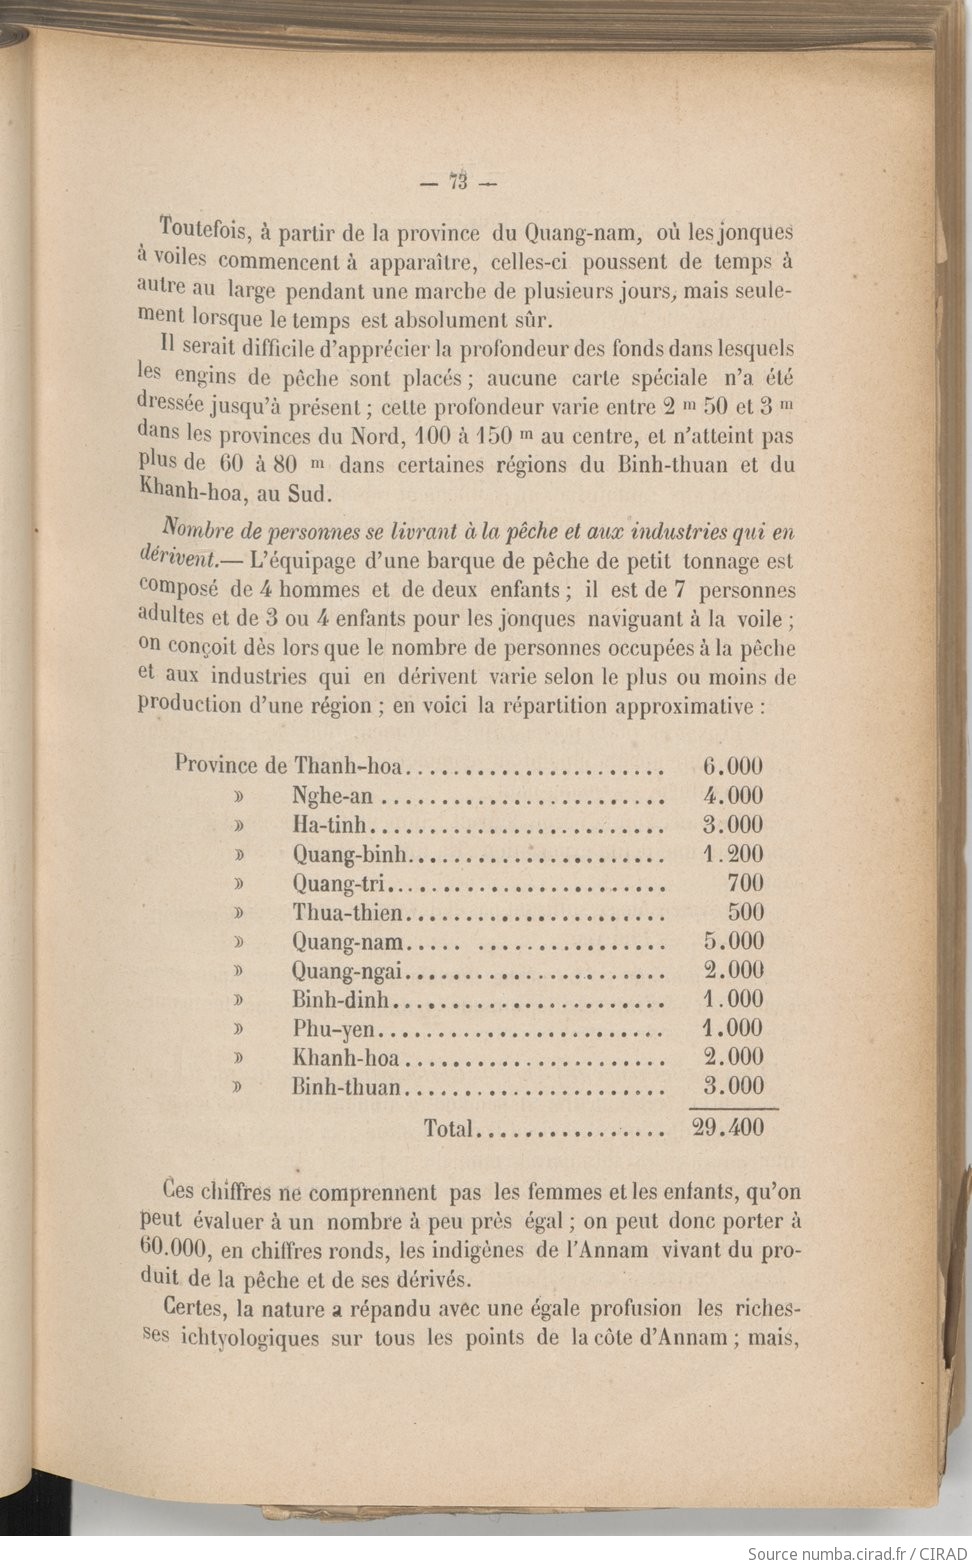 — 73 —
Toutefois, à partir de la province du Quang-nam, où les jonques
à voiles commencent à apparaître, celles-ci poussent de temps à
autre au large pendant une marche de plusieurs jours, mais seule-
ment lorsque le temps est absolument sûr.
Il serait difficile d'apprécier la profondeur des fonds dans lesquels
les engins de pêche sont placés ; aucune carte spéciale n'a été
dressée jusqu'à présent ; cette profondeur varie entre 2 m 50 et 3 m
dans les provinces du Nord, 100 à 150 m au centre, et n'atteint pas
plus de 60 à 80 m dans certaines régions du Binh-thuan et du
Khanh-hoa, au Sud.
Nombre de personnes se livrant à la pêche et aux industries qui en
dérivent.— L'équipage d'une barque de pêche de petit tonnage est
composé de 4 hommes et de deux enfants ; il est de 7 personnes
adultes et de 3 ou 4 enfants pour les jonques naviguant à la voile ;
on conçoit dès lors que le nombre de personnes occupées à la pêche
et aux industries qui en dérivent varie selon le plus ou moins de
production d'une région ; en voici la répartition approximative :
Province de Thanh-hoa...................... 6.000
» Nghe-an ........................ 4.000
» Ha-tinh......................... 3.000
» Quang-binh...................... 1.200
» Quang-tri........................ 700
» Thua-thien...................... 500
» Quang-nam..... ................ 5.000
» Quang-ngai...................... 2.000
» Binh-dinh....................... 1.000
» Phu-yen........................ 1.000
» Khanh-hoa ...................... 2.000
» Binh-thuan...................... 3.000
Total................ 29.400
Ces chiffres ne comprennent pas les femmes et les enfants, qu'on
peut évaluer à un nombre à peu près égal ; on peut donc porter à
60.000, en chiffres ronds, les indigènes de l'Annam vivant du pro-
duit de la pêche et de ses dérivés.
Certes, la nature a répandu avec une égale profusion les riches-
ses ichtyologiques sur tous les points de la côte d'Annam ; mais,
Source numba.cirad.fr / CIRAD